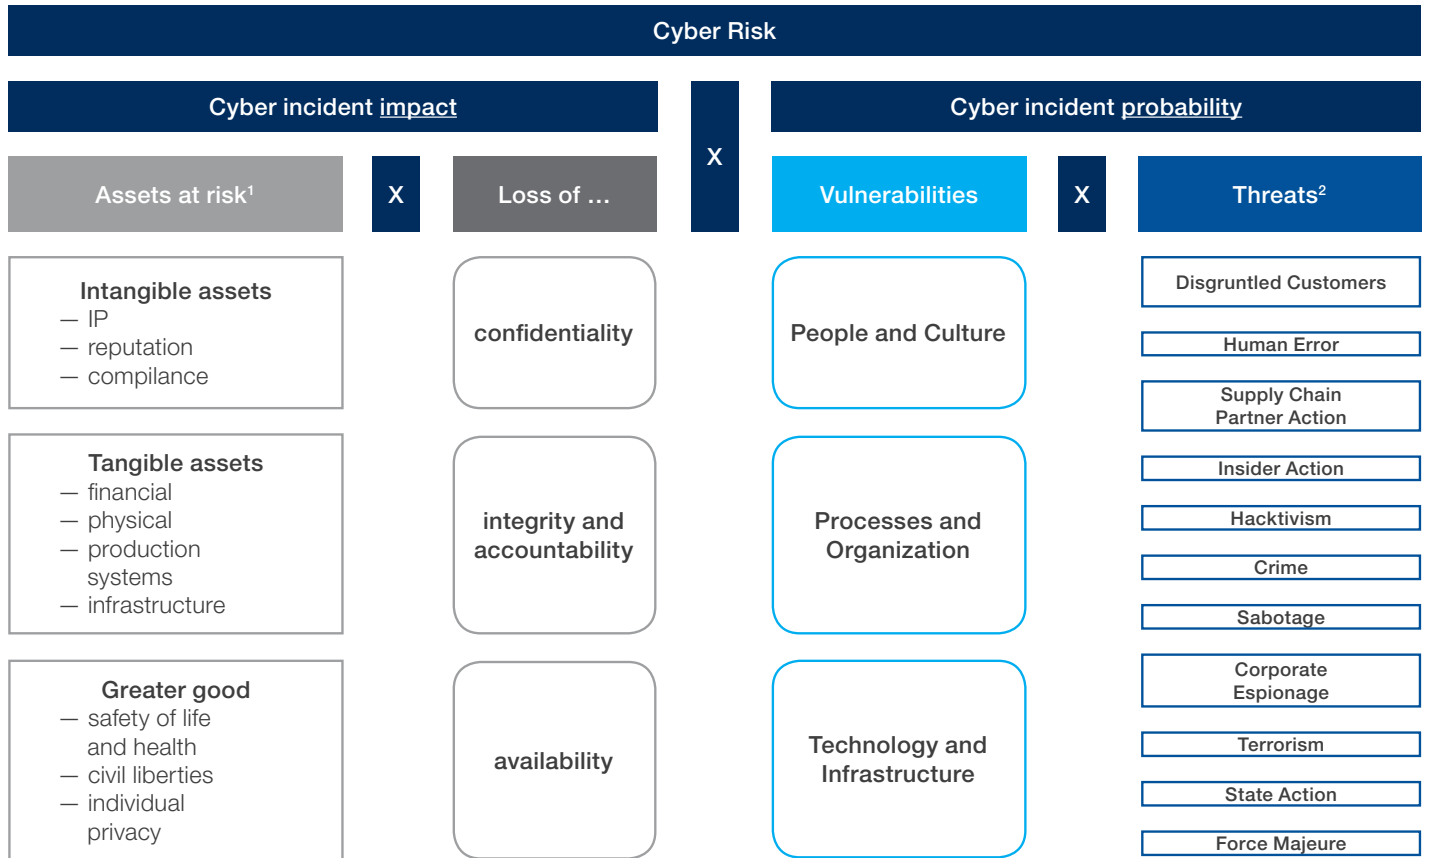 Cyber Risk
Cyber incident impact
X
Cyber incident probability
Assets at risk¹
X
Loss of ...
Vulnerabilities
X
Threats²
Intangible assets
— IP
— reputation
— compilance
Tangible assets
— financial
— physical
— production
systems
— infrastructure
Greater good
— safety of life
and health
— civil liberties
— individual
privacy
confidentiality
integrity and
accountability
availability
People and Culture
Processes and
Organization
Technology and
Infrastructure
Disgruntled Customers
Human Error
Supply Chain
Partner Action
Insider Action
Hacktivism
Crime
Sabotage
Corporate
Espionage
Terrorism
State Action
Force Majeure